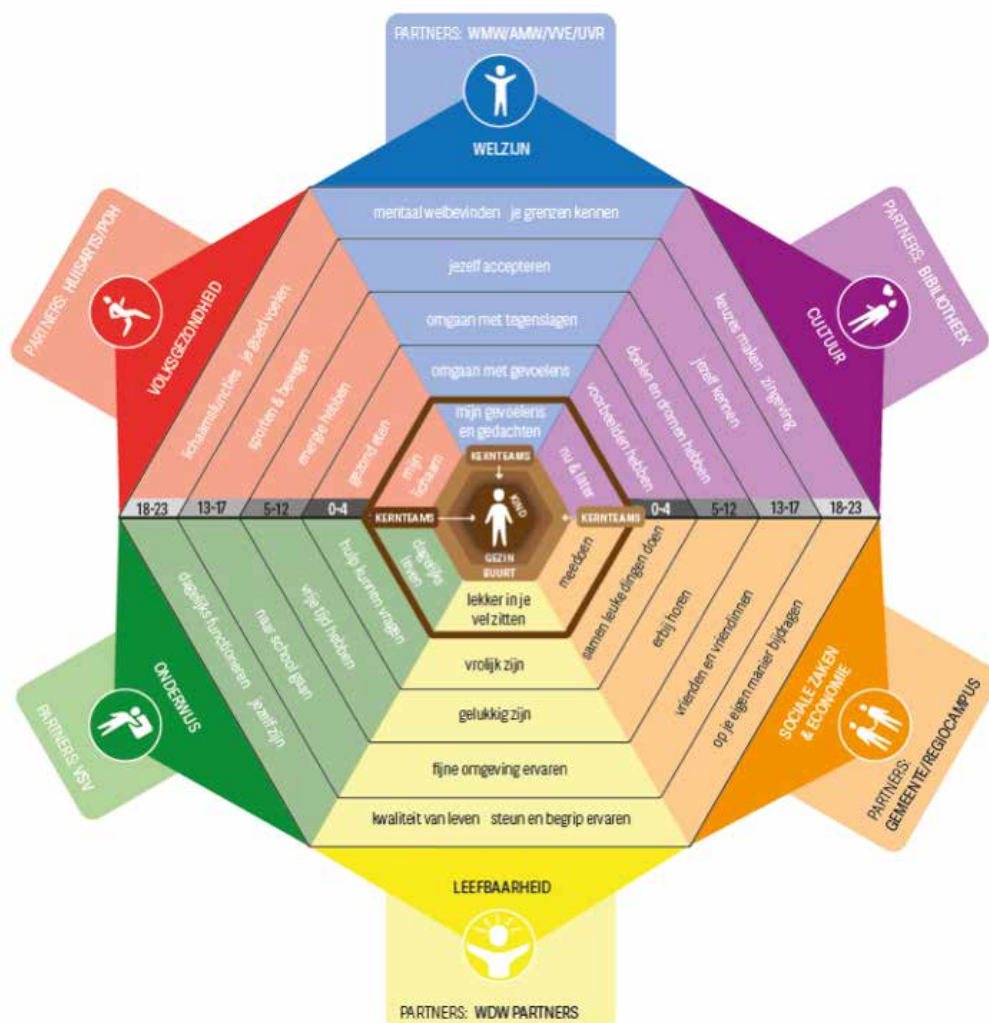 PARTNERS: WMW/AMW/VVE/UVR
WELZIJN
mentaal welbevinden je grenzen kennen
jezelf accepteren
omgaan met tegenslagen
omgaan met gevoelens
mijn gevoelens
en gedachten
PARTNERS: HUISARTS/POH
VOLKSGEZONDHEID
lichaamsfuncties je goed voelen
sporten & bewegen
energie hebben
gezond eten
mijn
lichaam
PARTNERS: BIBILIOTHEEK
CULTUUR
keuzes maken zingeving
jezelf kennen
doelen en dromen hebben
voorbeelden hebben
nu & later
KERNTEAMS
18-23 13-17 5-12 0-4 KERNTEAMS KIND KERNTEAMS 0-4 5-12 13-17 18-23
GEZIN
BUURT
dagelijks
leven
hulp kunnen vragen
vrije tijd hebben
naar school gaan
dagelijks functioneren jezelf zijn
ONDERWIJS
PARTNERS: VSV
meedoen
samen leuke dingen doen
erbij horen
vrienden en vriendinnen
op je eigen manier bijdragen
SOCIALE ZAKEN
& ECONOMIE
PARTNERS:
GEMEENTE/REGIOCAMPUS
lekker in je
vel zitten
vrolijk zijn
gelukkig zijn
fijne omgeving ervaren
kwaliteit van leven steun en begrip ervaren
LEEFBAARHEID
PARTNERS: WDW PARTNERS